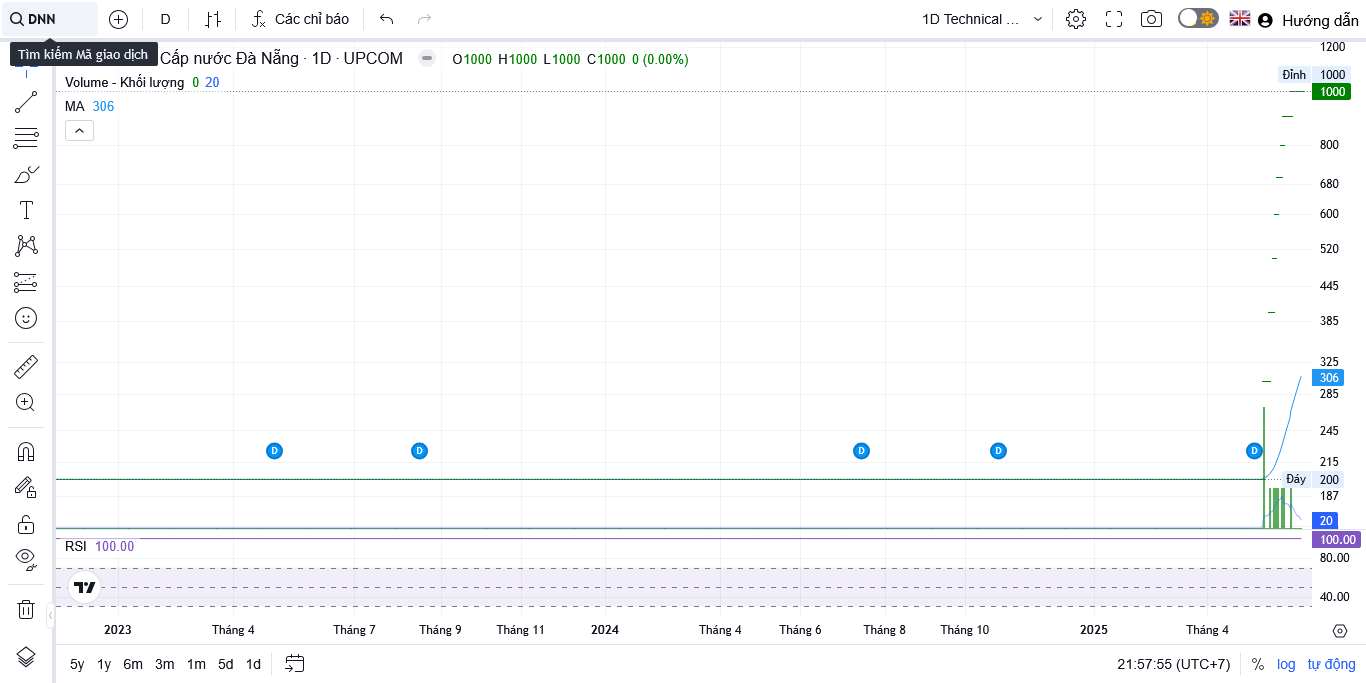 DNN
D
Các chỉ báo
1D Technical ...
Hướng dẫn
Tìm kiếm Mã giao dịch
Cấp nước Đà Nẵng · 1D · UPCOM
O1000 H1000 L1000 C1000 0 (0.00%)
Volume - Khối lượng 0 20
MA 306
1200
Đỉnh 1000
1000
800
680
600
520
445
385
325
306
285
245
D D D D D
215
Đáy 200
187
20
RSI 100.00
100.00
80.00
40.00
2023 Tháng 4 Tháng 7 Tháng 9 Tháng 11 2024 Tháng 4 Tháng 6 Tháng 8 Tháng 10 2025 Tháng 4
5y 1y 6m 3m 1m 5d 1d
21:57:55 (UTC+7) % log tự động